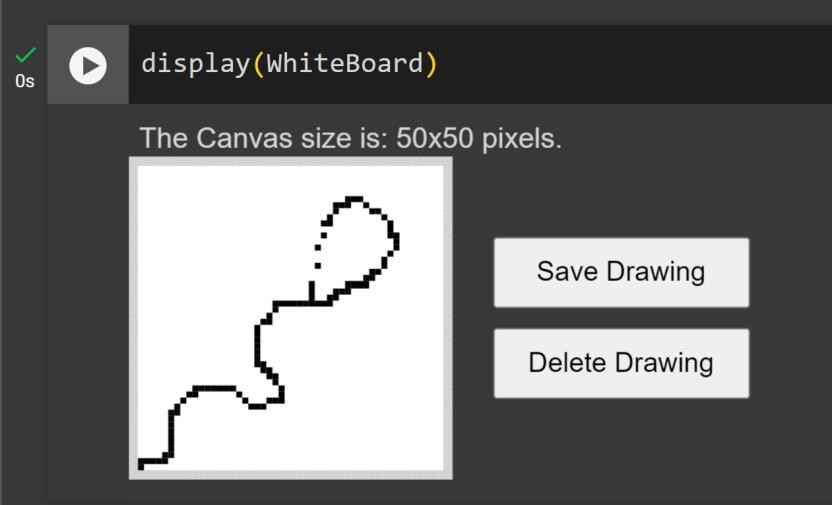 display(WhiteBoard)
0s
The Canvas size is: 50x50 pixels.
Save Drawing
Delete Drawing